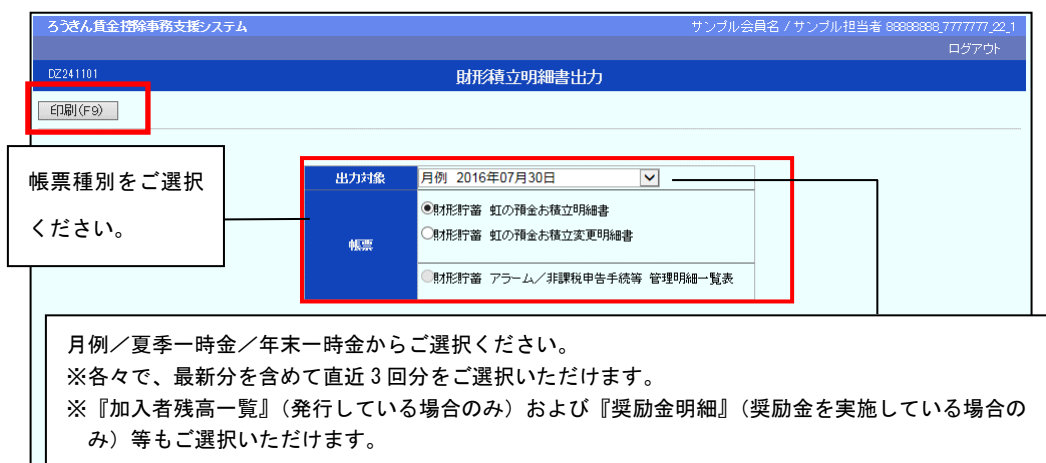 ろうきん賃金控除事務支援システム
サンプル会員名 / サンプル担当者 88888888_7777777_22_1
ログアウト
DZ241101
財形積立明細書出力
印刷(F9)
帳票種別をご選択
ください。
出力対象
月例 2016年07月30日
帳票
財形貯蓄 虹の預金お積立明細書
財形貯蓄 虹の預金お積立変更明細書
財形貯蓄 アラーム/非課税申告手続等 管理明細一覧表
月例/夏季一時金/年末一時金からご選択ください。
※各々で、最新分を含めて直近3回分をご選択いただけます。
※『加入者残高一覧』(発行している場合のみ)および『奨励金明細』(奨励金を実施している場合の
み)等もご選択いただけます。